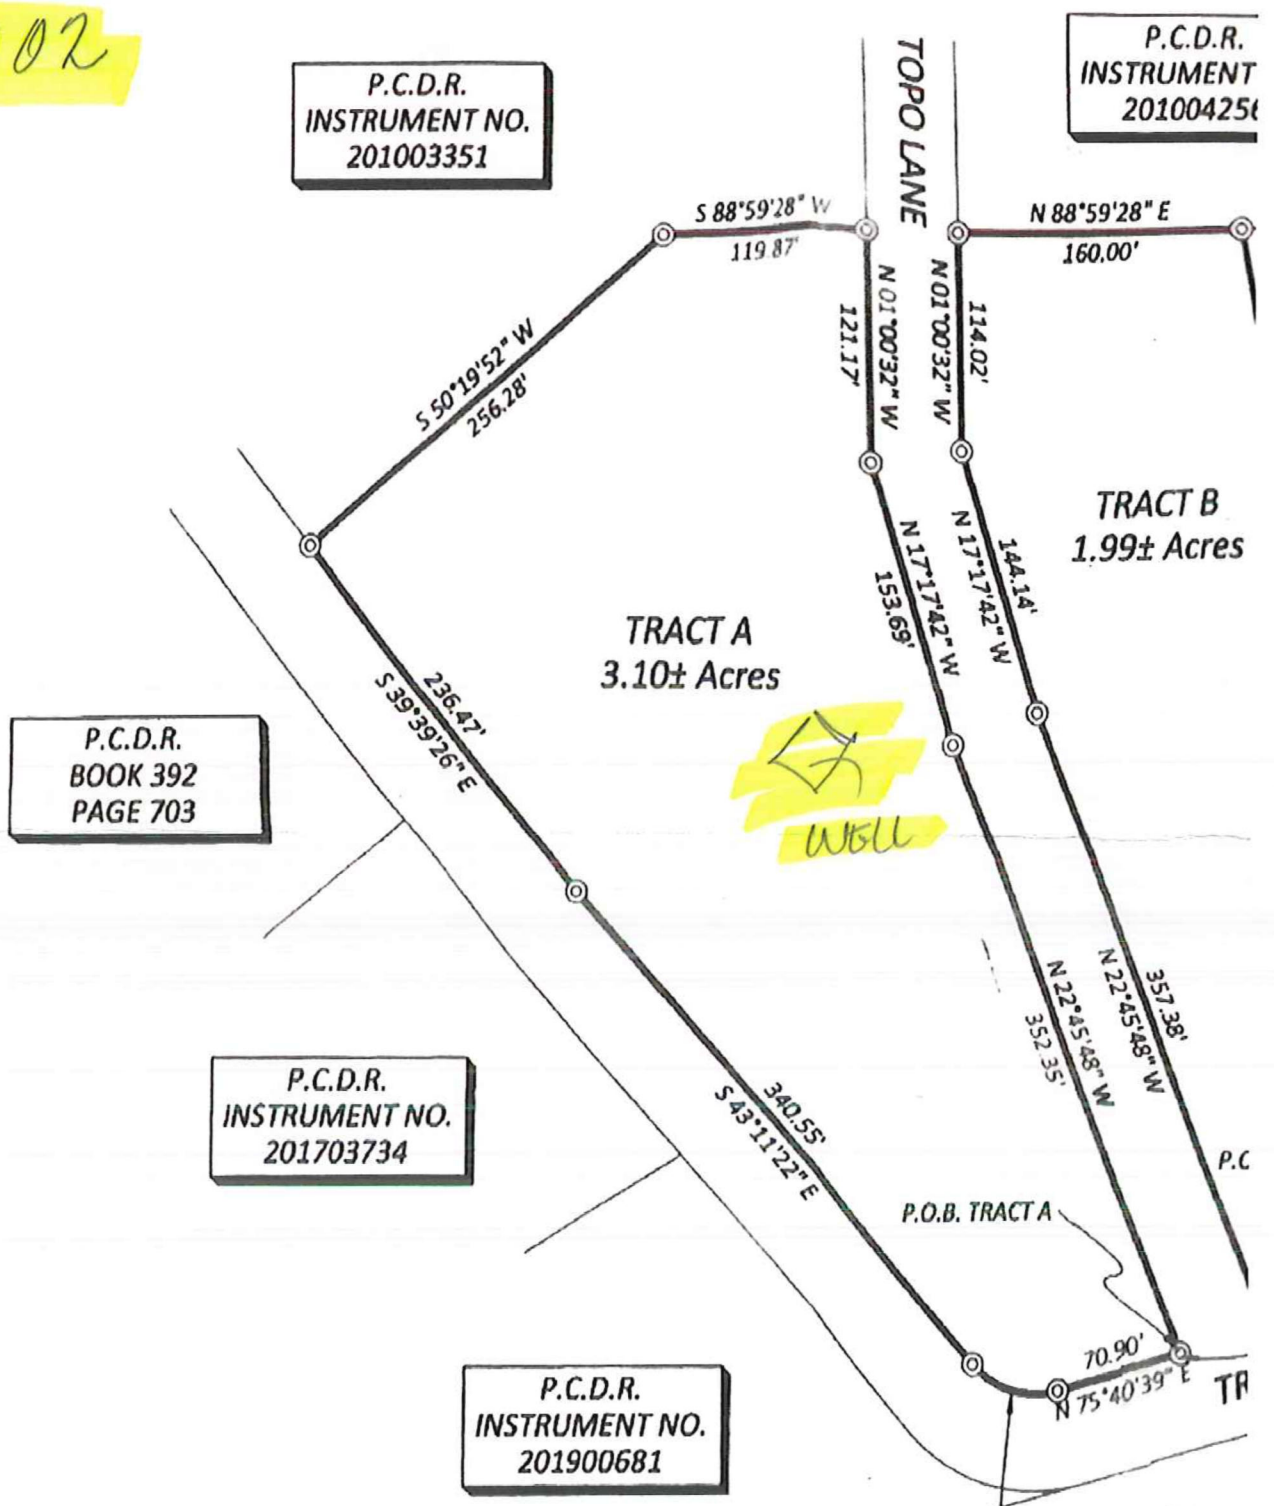 02
P.C.D.R.
INSTRUMENT NO.
201003351
TOPO LANE
P.C.D.R.
INSTRUMENT
20100425
S 88°59'28" W
119.87'
N 88°59'28" E
160.00'
N 01°00'32" W
121.17'
N 01°00'32" W
114.02'
S 50°19'52" W
256.28'
TRACT B
1.99± Acres
N 17°17'42" W
153.69'
N 17°17'42" W
144.14'
TRACT A
3.10± Acres
236.47'
S 39°39'26" E
P.C.D.R.
BOOK 392
PAGE 703
WELL
N 22°45'48" W
352.35'
357.38'
N 22°45'48" W
P.C.D.R.
INSTRUMENT NO.
201703734
340.55'
S 43°11'22" E
P.C
P.O.B. TRACT A
70.90'
N 75°40'39" E
P.C.D.R.
INSTRUMENT NO.
201900681